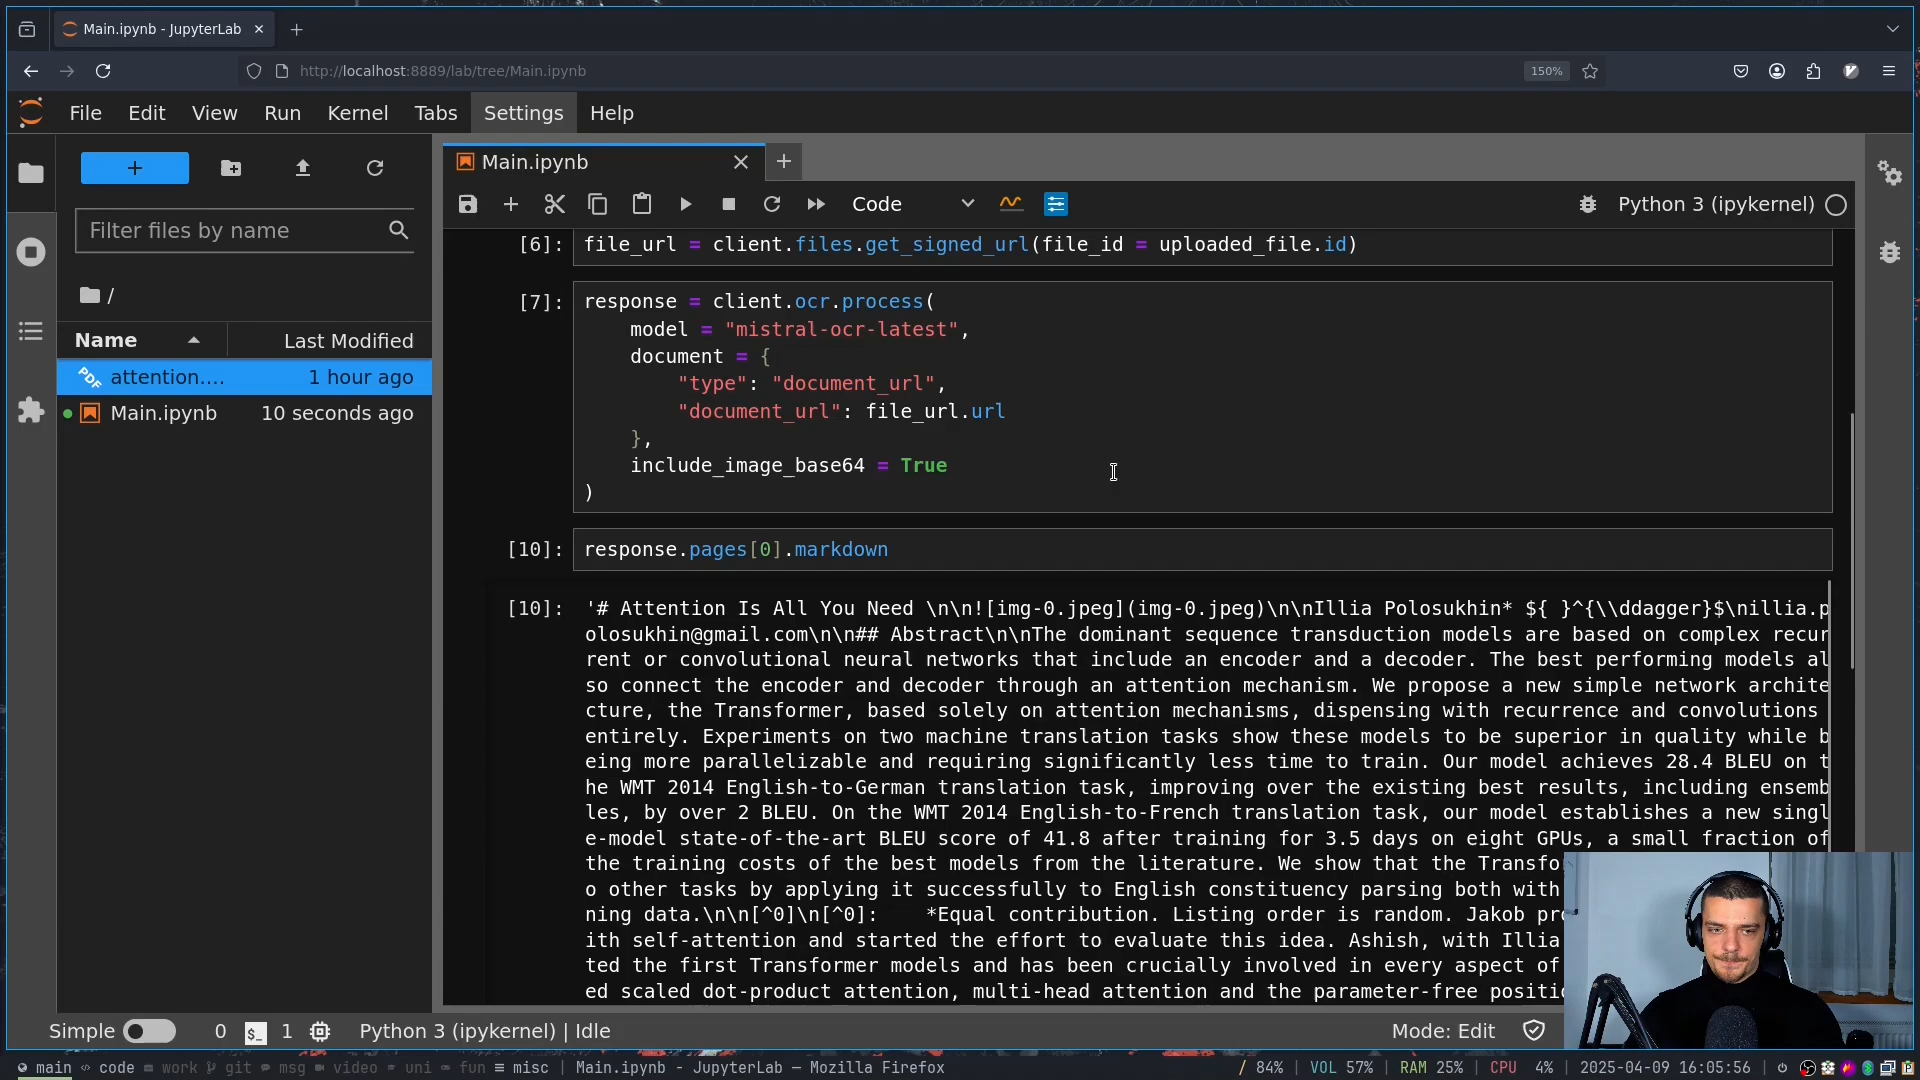 Main.ipynb - JupyterLab
http://localhost:8889/lab/tree/Main.ipynb
150%
File Edit View Run Kernel Tabs Settings Help
Main.ipynb
Code
Python 3 (ipykernel)
Filter files by name
/
Name Last Modified
attention.... 1 hour ago
Main.ipynb 10 seconds ago
[6]: file_url = client.files.get_signed_url(file_id = uploaded_file.id)
[7]: response = client.ocr.process(
model = "mistral-ocr-latest",
document = {
"type": "document_url",
"document_url": file_url.url
},
include_image_base64 = True
)
[10]: response.pages[0].markdown
[10]: '# Attention Is All You Need \n\n![img-0.jpeg](img-0.jpeg)\n\nIllia Polosukhin* ${ }^{\\ddagger}$\nillia.p
olosukhin@gmail.com\n\n## Abstract\n\nThe dominant sequence transduction models are based on complex recur
rent or convolutional neural networks that include an encoder and a decoder. The best performing models al
so connect the encoder and decoder through an attention mechanism. We propose a new simple network archite
cture, the Transformer, based solely on attention mechanisms, dispensing with recurrence and convolutions
entirely. Experiments on two machine translation tasks show these models to be superior in quality while b
eing more parallelizable and requiring significantly less time to train. Our model achieves 28.4 BLEU on t
he WMT 2014 English-to-German translation task, improving over the existing best results, including ensemb
les, by over 2 BLEU. On the WMT 2014 English-to-French translation task, our model establishes a new singl
e-model state-of-the-art BLEU score of 41.8 after training for 3.5 days on eight GPUs, a small fraction of
the training costs of the best models from the literature. We show that the Transfo
o other tasks by applying it successfully to English constituency parsing both with
ning data.\n\n[^0]\n[^0]: *Equal contribution. Listing order is random. Jakob pro
ith self-attention and started the effort to evaluate this idea. Ashish, with Illia
ted the first Transformer models and has been crucially involved in every aspect of
ed scaled dot-product attention, multi-head attention and the parameter-free positio
Simple 0 1 Python 3 (ipykernel) | Idle Mode: Edit
main code work git msg video uni fun misc | Main.ipynb - JupyterLab — Mozilla Firefox / 84% | VOL 57% | RAM 25% | CPU 4% | 2025-04-09 16:05:56 |